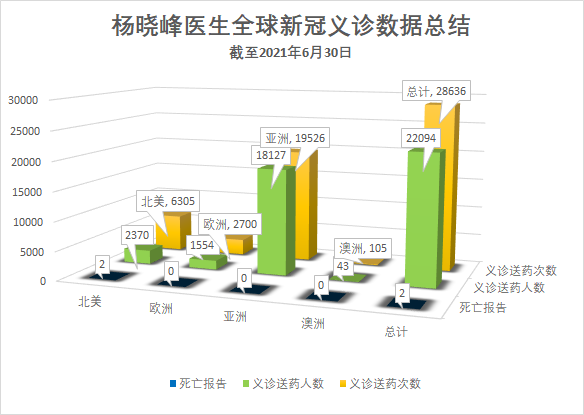 杨晓峰医生全球新冠义诊数据总结
截至2021年6月30日
30000
25000
20000
15000
10000
5000
0
总计, 28636
22094
亚洲, 19526
18127
北美, 6305
2370
欧洲, 2700
1554
澳洲, 105
43
2
0
0
0
2
北美
欧洲
亚洲
澳洲
总计
义诊送药次数
义诊送药人数
死亡报告
死亡报告 义诊送药人数 义诊送药次数